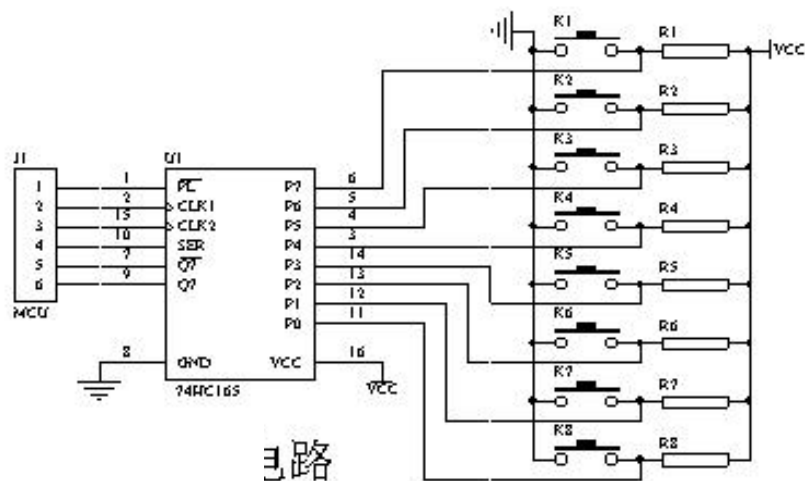 K1 R1
VCC
K2 R2
K3 R3
K4 R4
K5 R5
K6 R6
K7 R7
K8 R8
J1 U1
1 1 PL P7 6
2 2 CLK1 P6 5
3 15 CLK2 P5 4
4 10 SER P4 3
5 7 Q7 P3 14
6 9 Q7 P2 13
P1 12
P0 11
MCU
8 GND VCC 16
VCC
74HC165
路